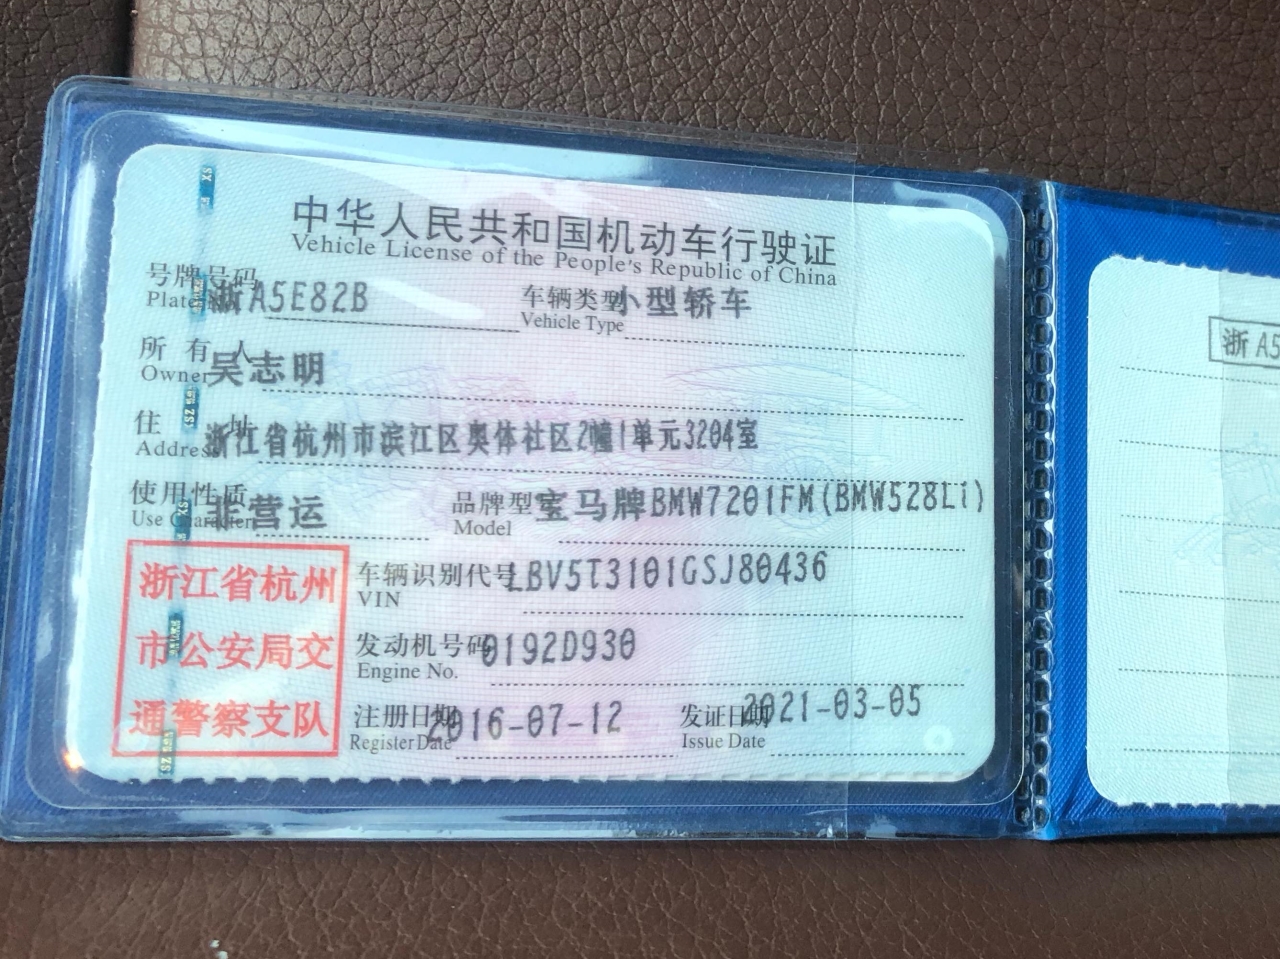 中华人民共和国机动车行驶证
Vehicle License of the People's Republic of China
号牌号码 浙A5E82B 车辆类型 小型轿车
Plate No. Vehicle Type
所有人 吴志明
Owner
住址 浙江省杭州市滨江区奥体社区2幢1单元3204室
Address
使用性质 非营运 品牌型号 宝马牌BMW7201FM(BMW528Li)
Use Character Model
浙江省杭州
市公安局交
通警察支队
车辆识别代号 LBV5T3101GSJ80436
VIN
发动机号码 0192D930
Engine No.
注册日期 2016-07-12 发证日期 2021-03-05
Register Date Issue Date
浙A5